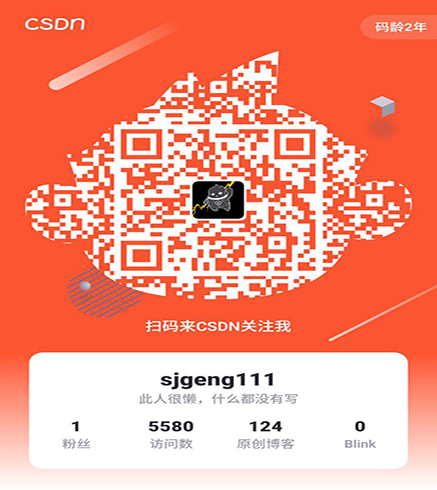 CSDN
码龄2年
扫码来CSDN关注我
sjgeng111
此人很懒，什么都没有写
1 5580 124 0
粉丝 访问数 原创博客 Blink